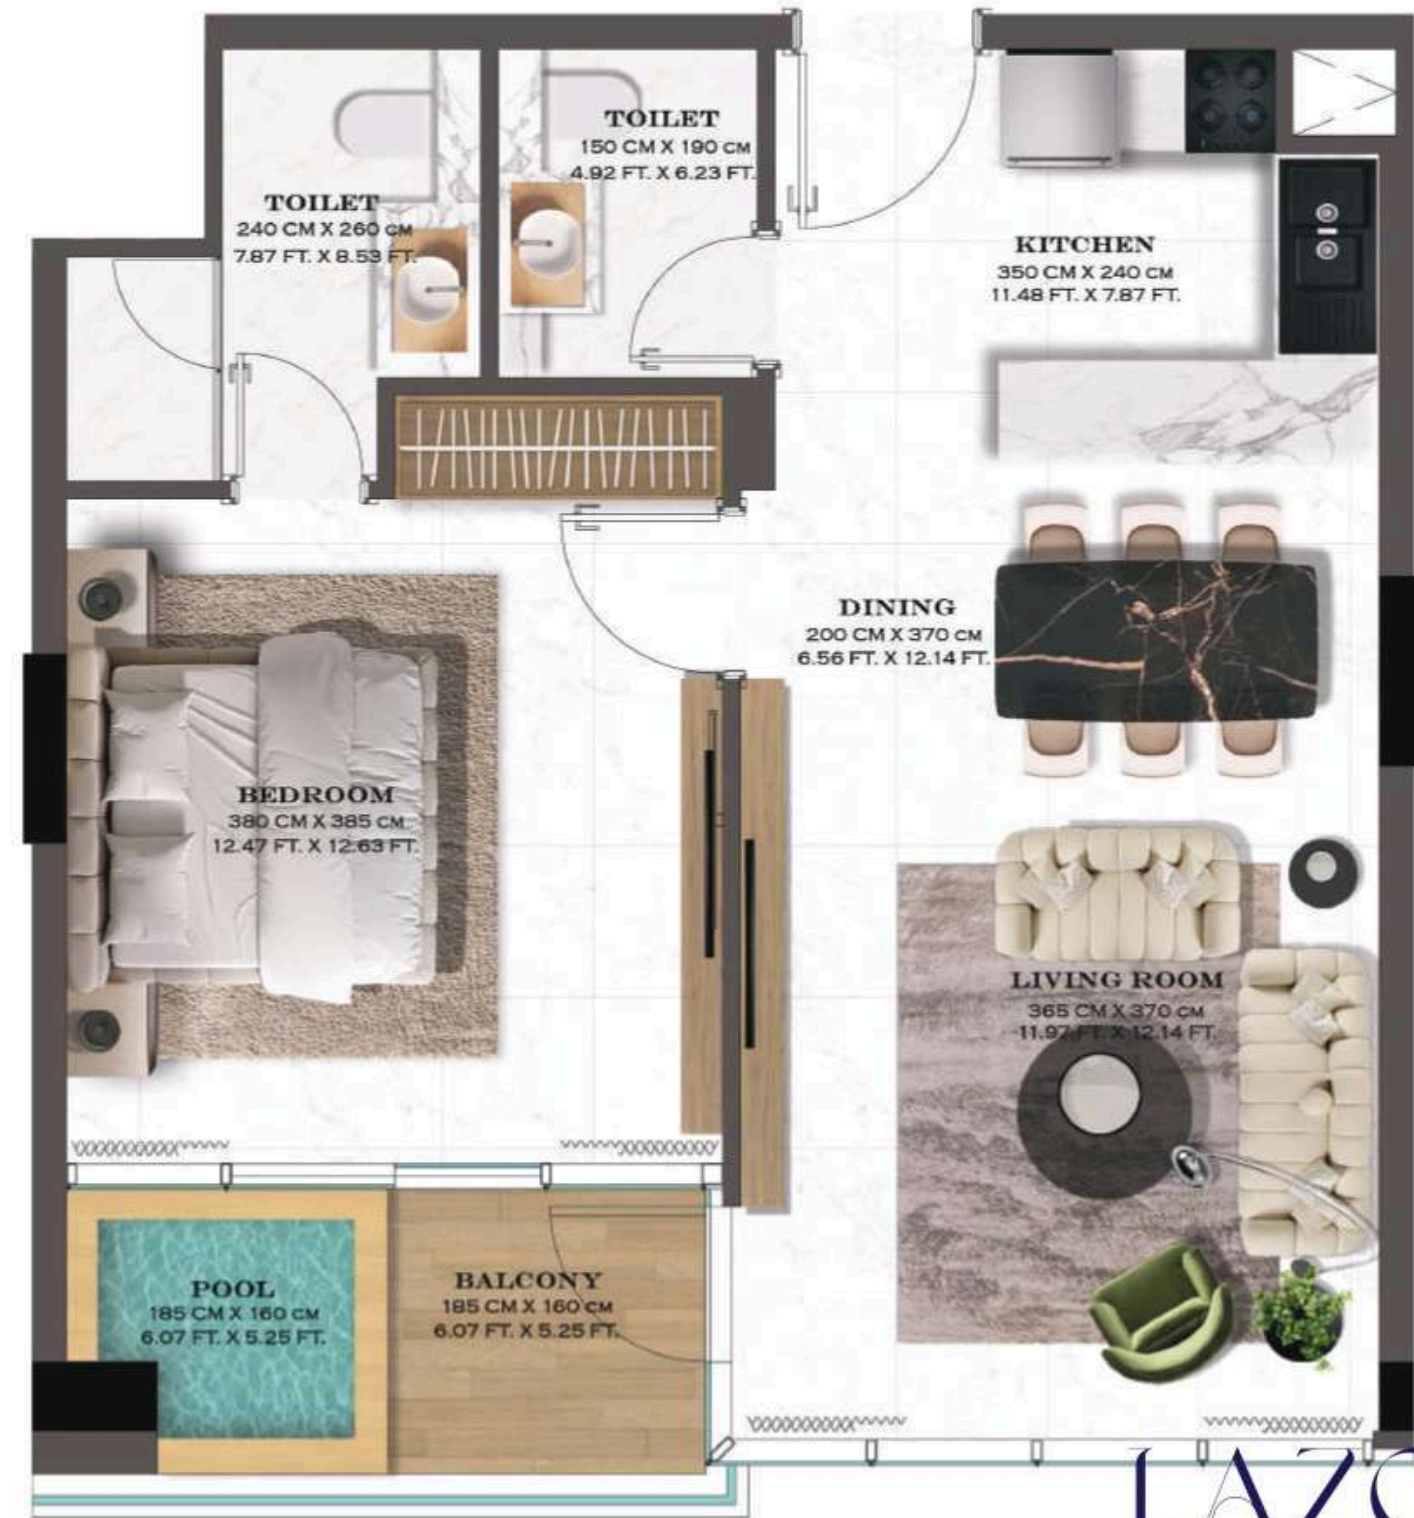 TOILET
150 CM X 190 CM
4.92 FT. X 6.23 FT.
TOILET
240 CM X 260 CM
7.87 FT. X 8.53 FT.
KITCHEN
350 CM X 240 CM
11.48 FT. X 7.87 FT.
DINING
200 CM X 370 CM
6.56 FT. X 12.14 FT.
BEDROOM
380 CM X 385 CM
12.47 FT. X 12.63 FT.
LIVING ROOM
365 CM X 370 CM
11.97 FT. X 12.14 FT.
POOL
185 CM X 160 CM
6.07 FT. X 5.25 FT.
BALCONY
185 CM X 160 CM
6.07 FT. X 5.25 FT.